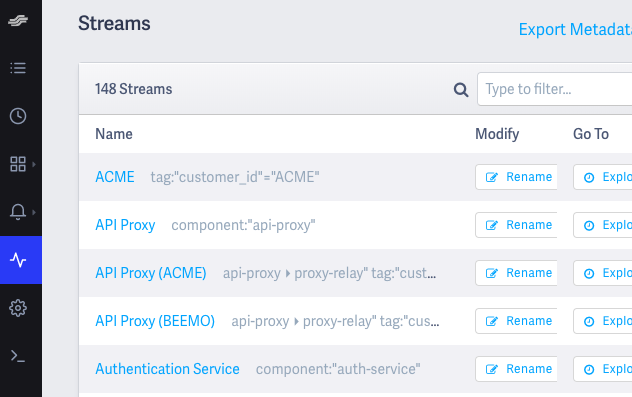 Streams
Export Metadata
148 Streams
Type to filter...
Name Modify Go To
ACME tag:"customer_id"="ACME" Rename Explo
API Proxy component:"api-proxy" Rename Explo
API Proxy (ACME) api-proxy ▸ proxy-relay" tag:"cust... Rename Explo
API Proxy (BEEMO) api-proxy ▸ proxy-relay" tag:"cus... Rename Explo
Authentication Service component:"auth-service" Rename Explo